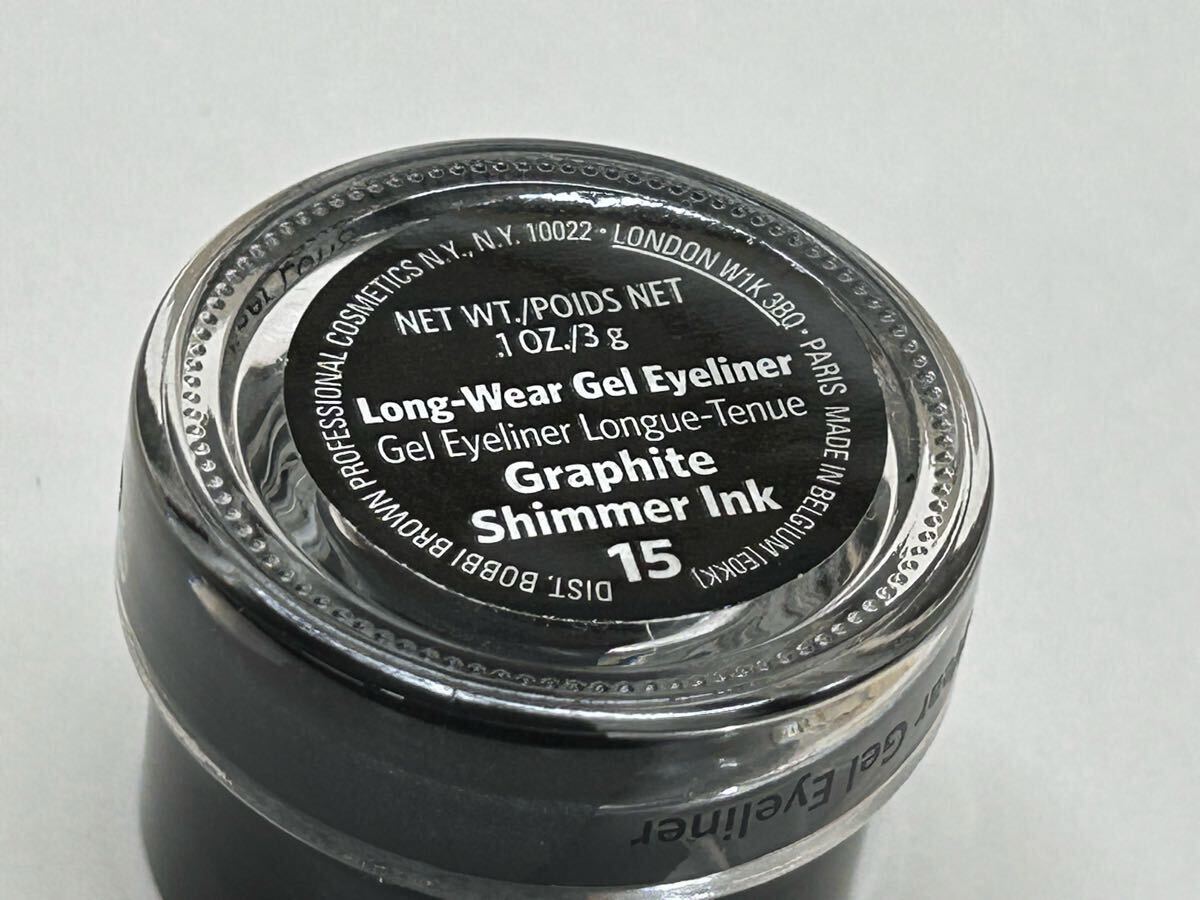 DIST. BOBBI BROWN PROFESSIONAL COSMETICS N.Y., N.Y. 10022 · LONDON W1K 3BQ · PARIS MADE IN BELGIUM [E0KK]
NET WT./POIDS NET
.1 OZ./3 g
Long-Wear Gel Eyeliner
Gel Eyeliner Longue-Tenue
Graphite
Shimmer Ink
15
Gel Eyeliner